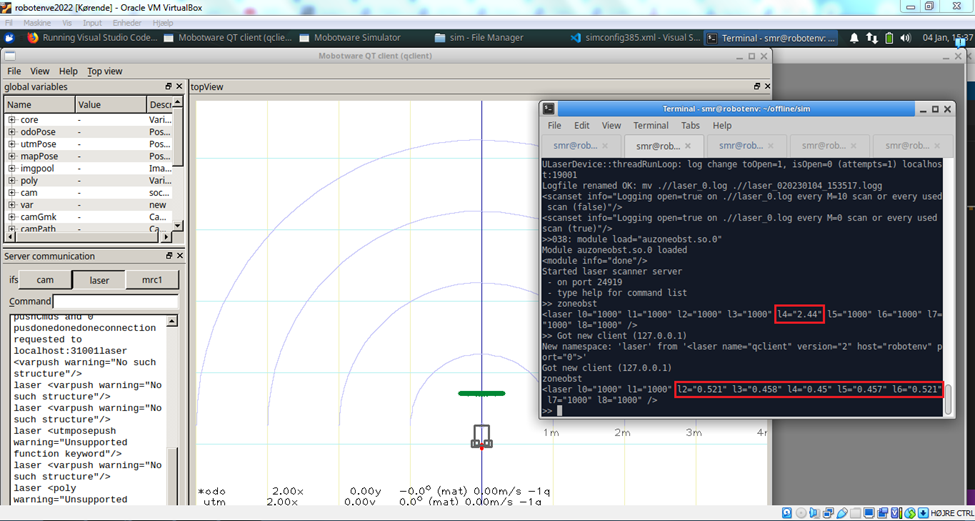 robotenve2022 [Kørende] - Oracle VM VirtualBox
Fil Maskine Vis Input Enheder Hjælp
Running Visual Studio Code... Mobotware QT client (qclie... Mobotware Simulator sim - File Manager simconfig385.xml - Visual S... Terminal - smr@robotenv: ... 04 Jan, 15:37
Mobotware QT client (qclient)
File View Help Top view
global variables
Name Value Descr
core - Vari...
odoPose - Pos...
utmPose - Pos...
mapPose - Pos...
imgpool - Ima...
poly - Vari...
cam - soc...
var - new
camGmk - Ca...
camPath - Ca...
Server communication
ifs cam laser mrc1
Command
pushCmds and 0
pusdonedonedoneconnection
requested to
localhost:31001laser
<varpush warning="No such
structure"/>
laser <varpush warning="No
such structure"/>
laser <varpush warning="No
such structure"/>
laser <utmposepush
warning="Unsupported
function keyword"/>
laser <varpush warning="No
such structure"/>
laser <poly
warning="Unsupported
topView
1m 2m 3m 4
*odo 2.00x 0.00y -0.0° (mat) 0.00m/s -1q
utm 2.00x 0.00y 0.0° (mat) 0.00m/s -1q
Terminal - smr@robotenv: ~/offline/sim
File Edit View Terminal Tabs Help
smr@rob... smr@rob... smr@rob... smr@rob... smr@rob...
ULaserDevice::threadRunLoop: log change toOpen=1, isOpen=0 (attempts=1) localhos
t:19001
Logfile renamed OK: mv .//laser_0.log .//laser_020230104_153517.logg
<scanset info="Logging open=true on .//laser_0.log every M=10 scan or every used
scan (false)"/>
<scanset info="Logging open=true on .//laser_0.log every M=0 scan or every used
scan (true)"/>
>>038: module load="auzoneobst.so.0"
Module auzoneobst.so.0 loaded
<module info="done"/>
Started laser scanner server
- on port 24919
- type help for command list
>> zoneobst
<laser l0="1000" l1="1000" l2="1000" l3="1000" l4="2.44" l5="1000" l6="1000" l7=
"1000" l8="1000" />
>> Got new client (127.0.0.1)
New namespace: 'laser' from '<laser name="qclient" version="2" host="robotenv" p
ort="0">'
Got new client (127.0.0.1)
zoneobst
<laser l0="1000" l1="1000" l2="0.521" l3="0.458" l4="0.45" l5="0.457" l6="0.521"
l7="1000" l8="1000" />
>>
HØJRE CTRL